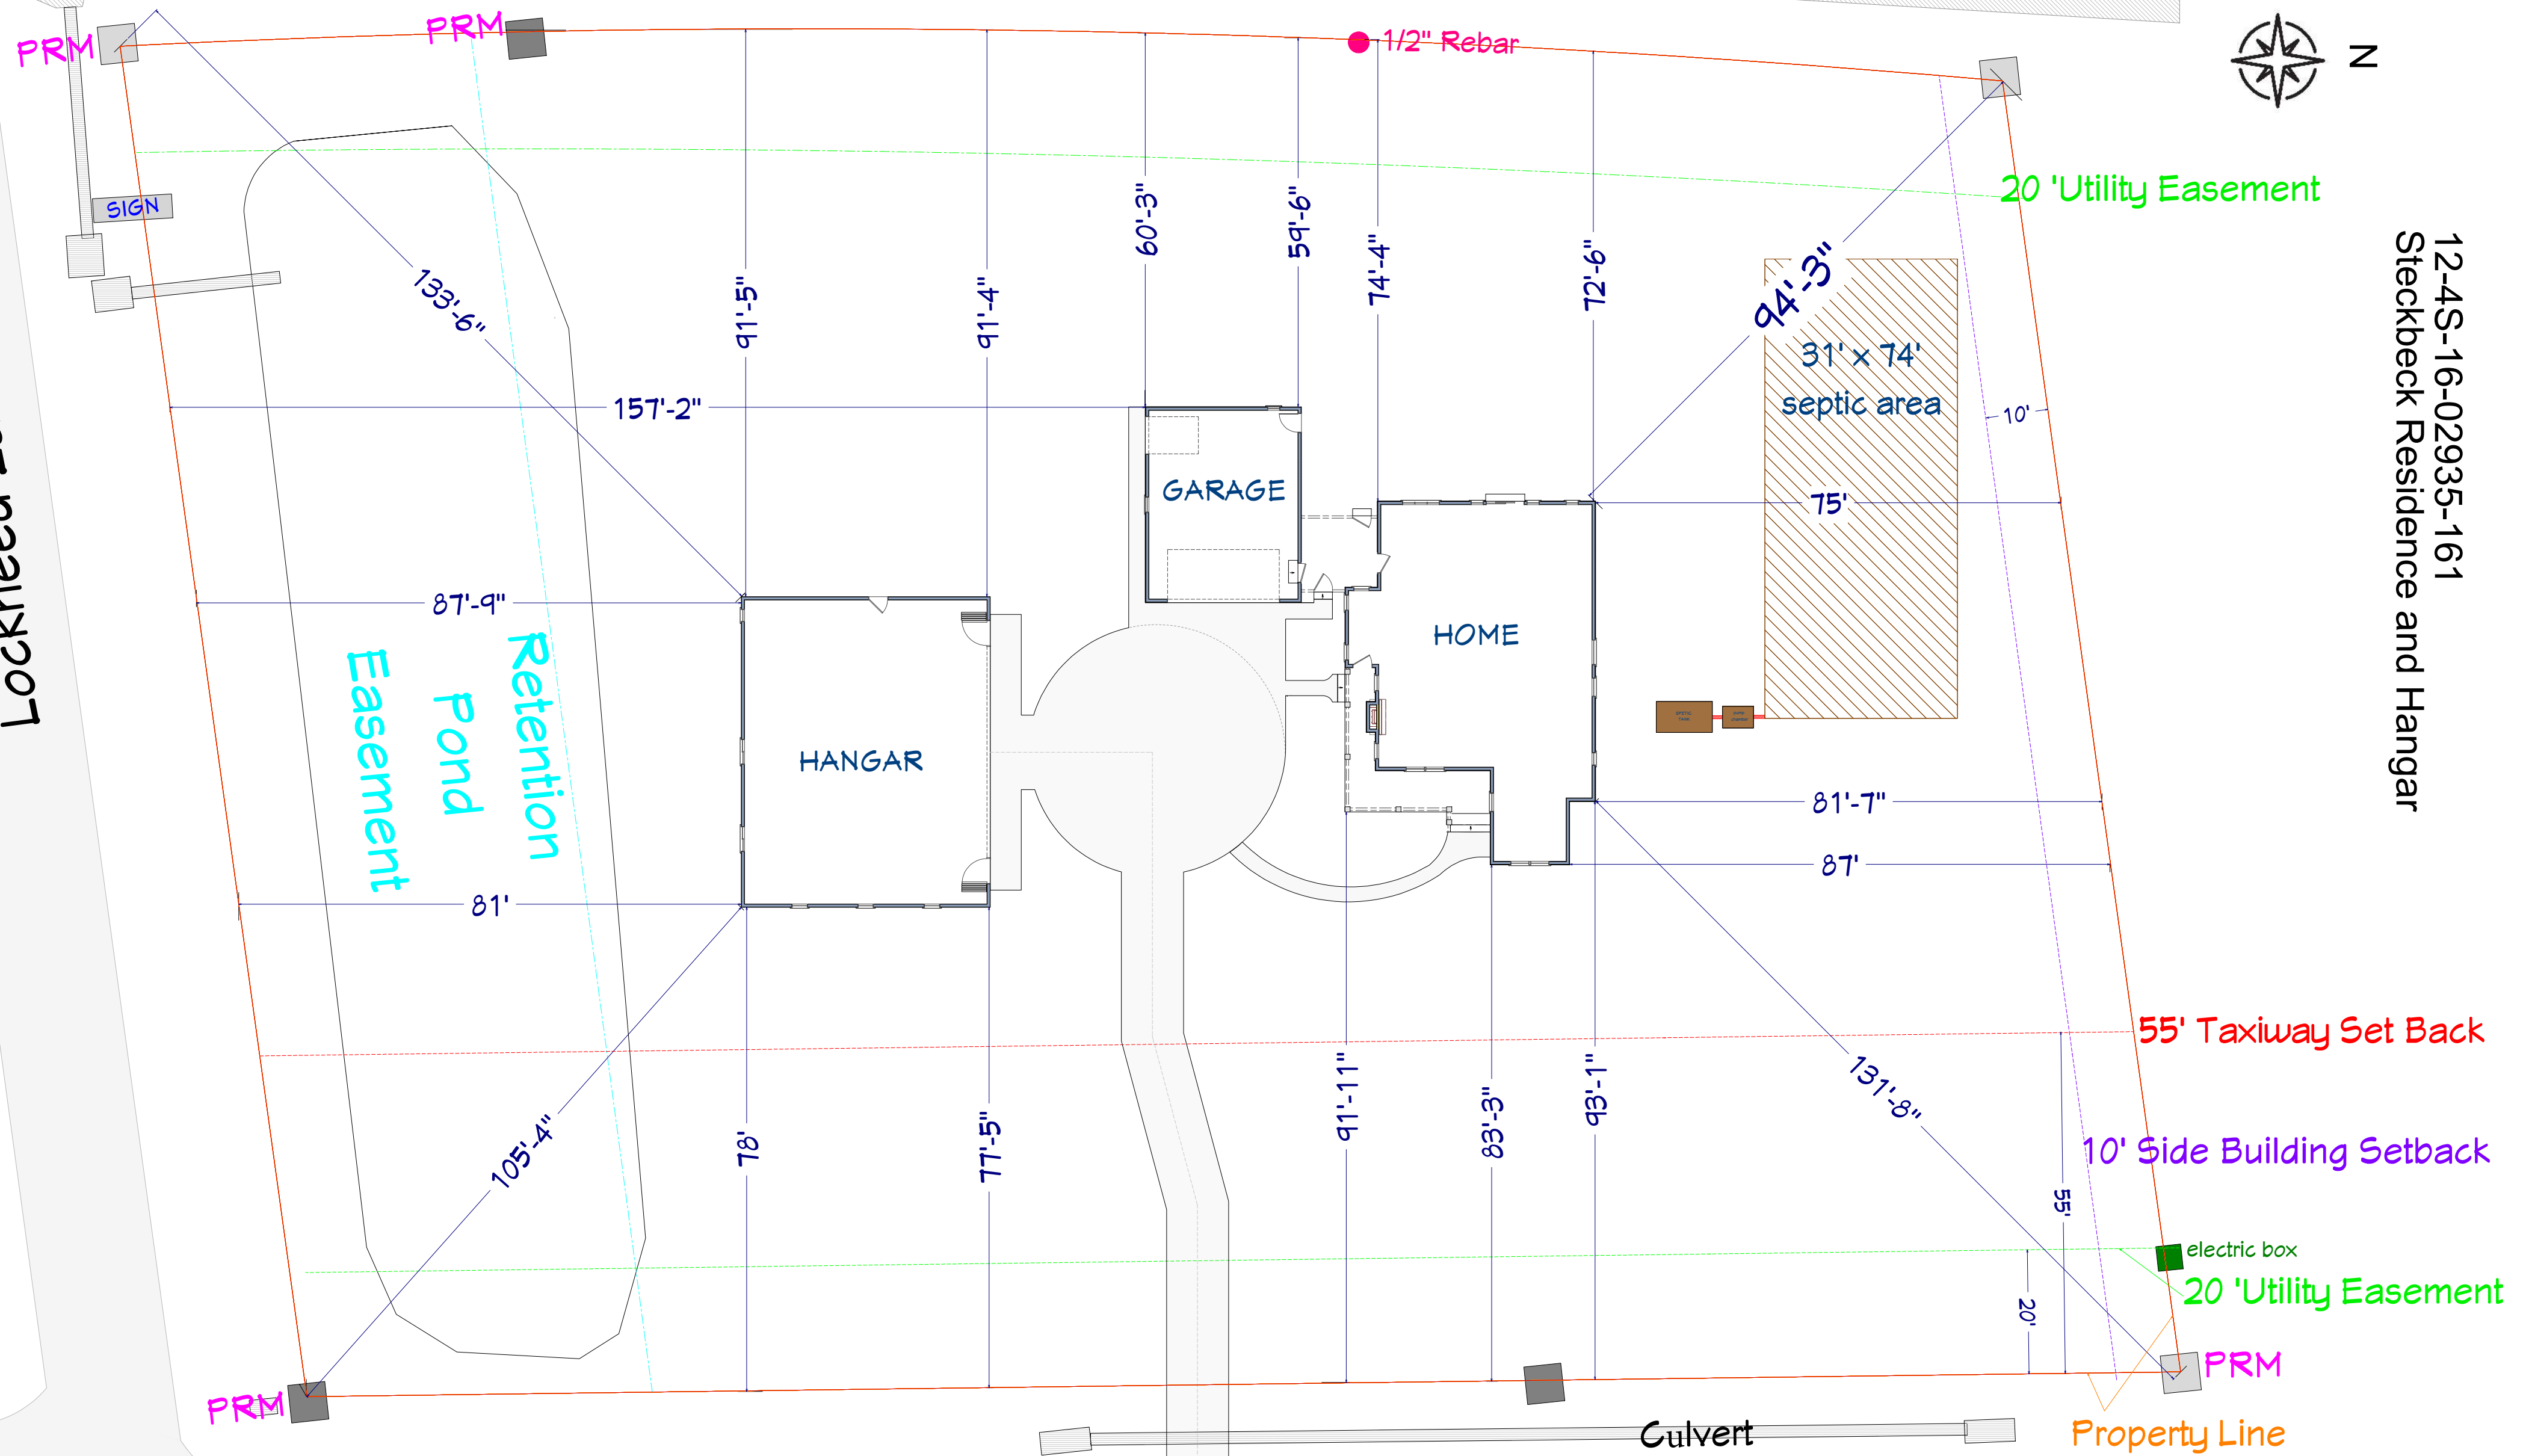 PRM
PRM
1/2" Rebar
N
SIGN
20 'Utility Easement
12-4S-16-02935-161
Steckbeck Residence and Hangar
133'-6"
91'-5"
91'-4"
60'-3"
59'-6"
74'-4"
72'-6"
94'-3"
31' x 74'
septic area
10'
157'-2"
GARAGE
75'
87'-9"
HOME
Retention
Pond
Easement
HANGAR
SEPTIC
TANK
81'-7"
87'
81'
Lockheed
55' Taxiway Set Back
105'-4"
78'
77'-5"
91'-11"
83'-3"
93'-1"
131'-8"
10' Side Building Setback
55'
electric box
20 'Utility Easement
20'
PRM
PRM
Culvert
Property Line